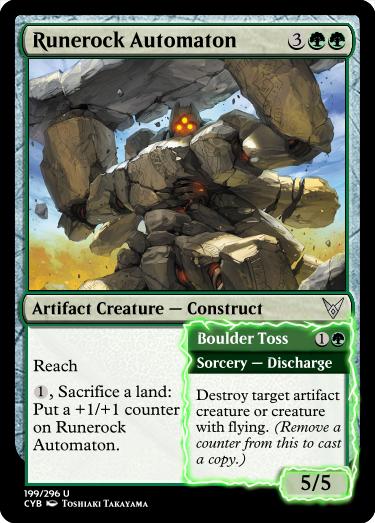 Runerock Automaton 3
Artifact Creature — Construct
Reach
1, Sacrifice a land:
Put a +1/+1 counter
on Runerock
Automaton.
Boulder Toss 1
Sorcery — Discharge
Destroy target artifact
creature or creature
with flying. (Remove a
counter from this to cast
a copy.)
5/5
199/296 U
CYB Toshiaki Takayama